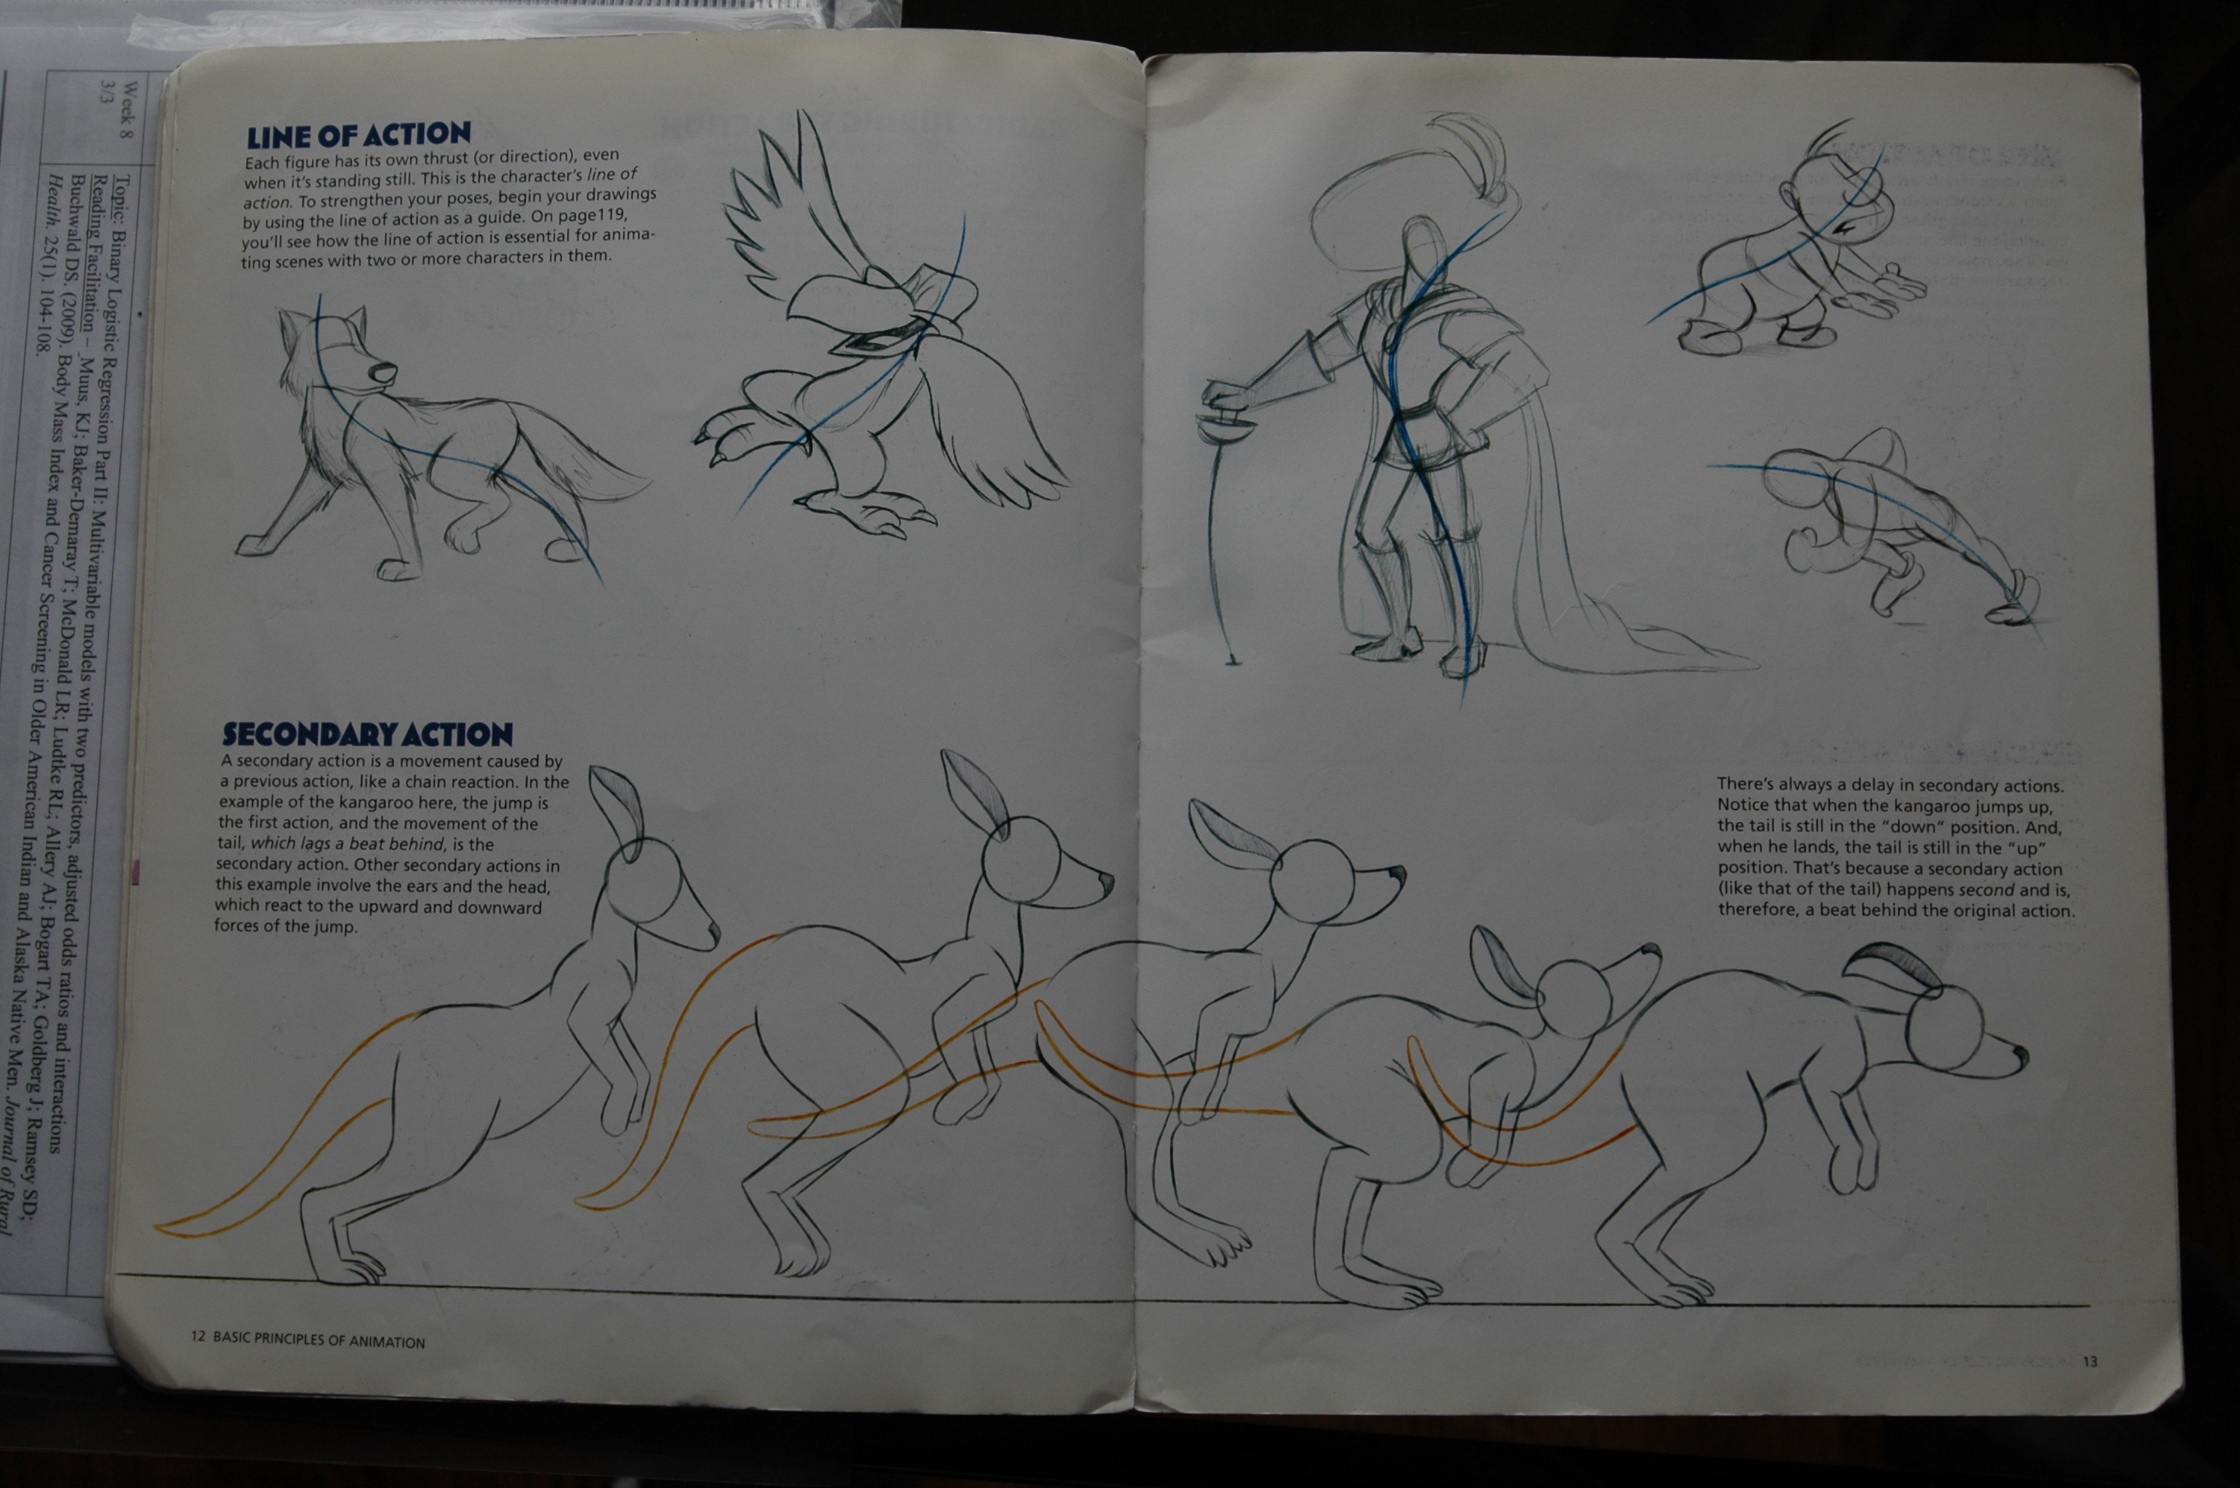 LINE OF ACTION
Each figure has its own thrust (or direction), even
when it's standing still. This is the character's line of
action. To strengthen your poses, begin your drawings
by using the line of action as a guide. On page119,
you'll see how the line of action is essential for anima-
ting scenes with two or more characters in them.
SECONDARY ACTION
A secondary action is a movement caused by
a previous action, like a chain reaction. In the
example of the kangaroo here, the jump is
the first action, and the movement of the
tail, which lags a beat behind, is the
secondary action. Other secondary actions in
this example involve the ears and the head,
which react to the upward and downward
forces of the jump.
12 BASIC PRINCIPLES OF ANIMATION
There's always a delay in secondary actions.
Notice that when the kangaroo jumps up,
the tail is still in the "down" position. And,
when he lands, the tail is still in the "up"
position. That's because a secondary action
(like that of the tail) happens second and is,
therefore, a beat behind the original action.
13
Week 8
3/3
Topic: Binary Logistic Regression Part II: Multivariable models with two predictors, adjusted odds ratios and interactions
Reading Facilitation – Muus, KJ; Baker-Demaray T; McDonald LR; Ludtke RL; Allery AJ; Bogart TA; Goldberg J; Ramsey SD;
Buchwald DS. (2009). Body Mass Index and Cancer Screening in Older American Indian and Alaska Native Men. Journal of Rural
Health. 25(1). 104-108.